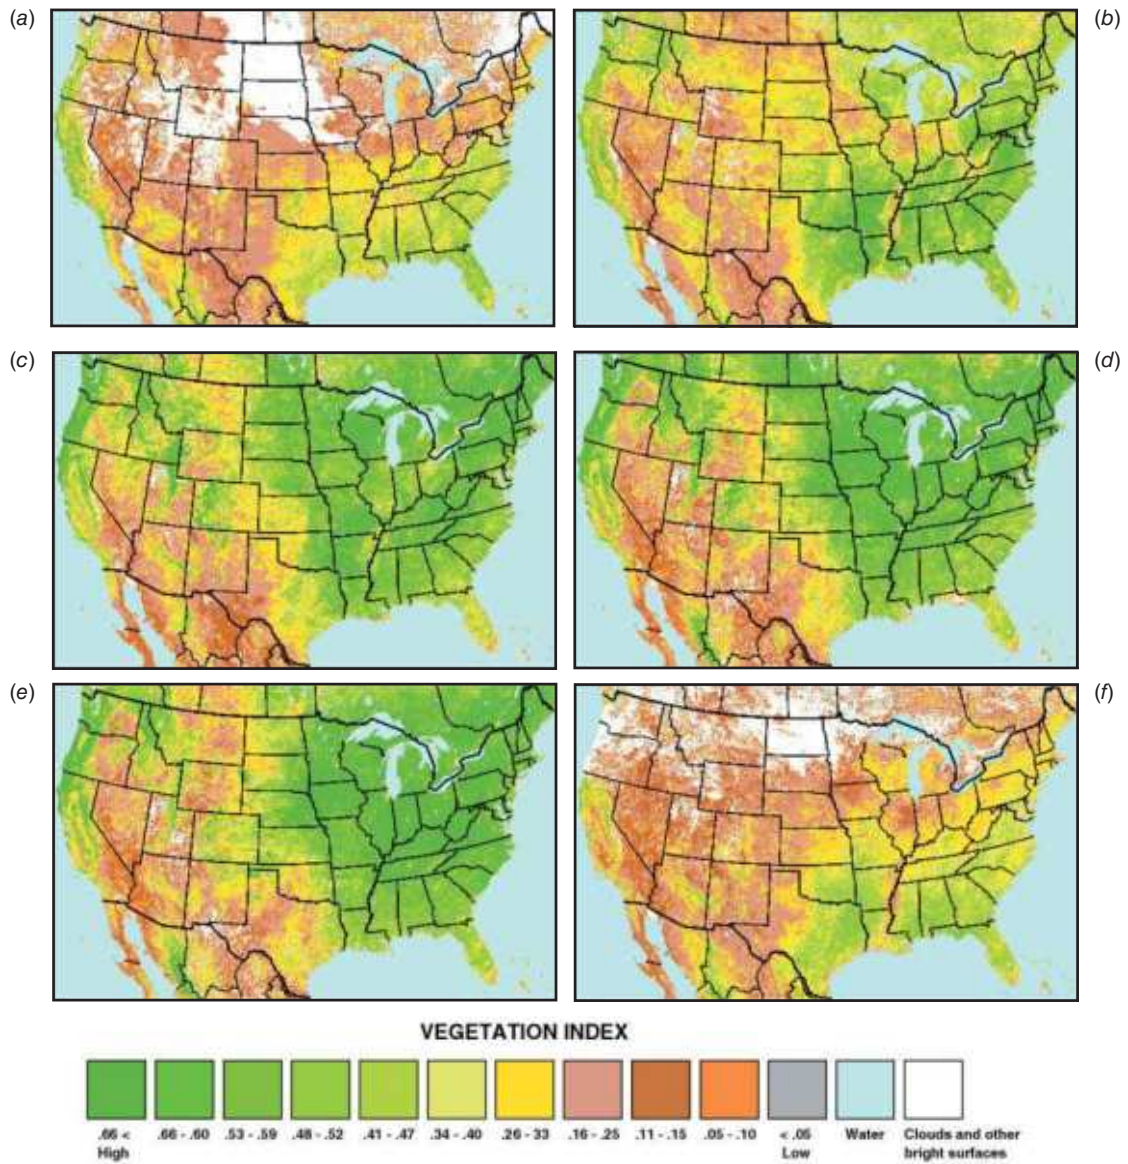 (a)
(b)
(c)
(d)
(e)
(f)
VEGETATION INDEX
.66 < .66 - .60 .53 - .59 .48 - .52 .41 - .47 .34 - .40 .26 - 33 .16 - .25 .11 - .15 .05 - .10 < .05 Water Clouds and other
High Low bright surfaces